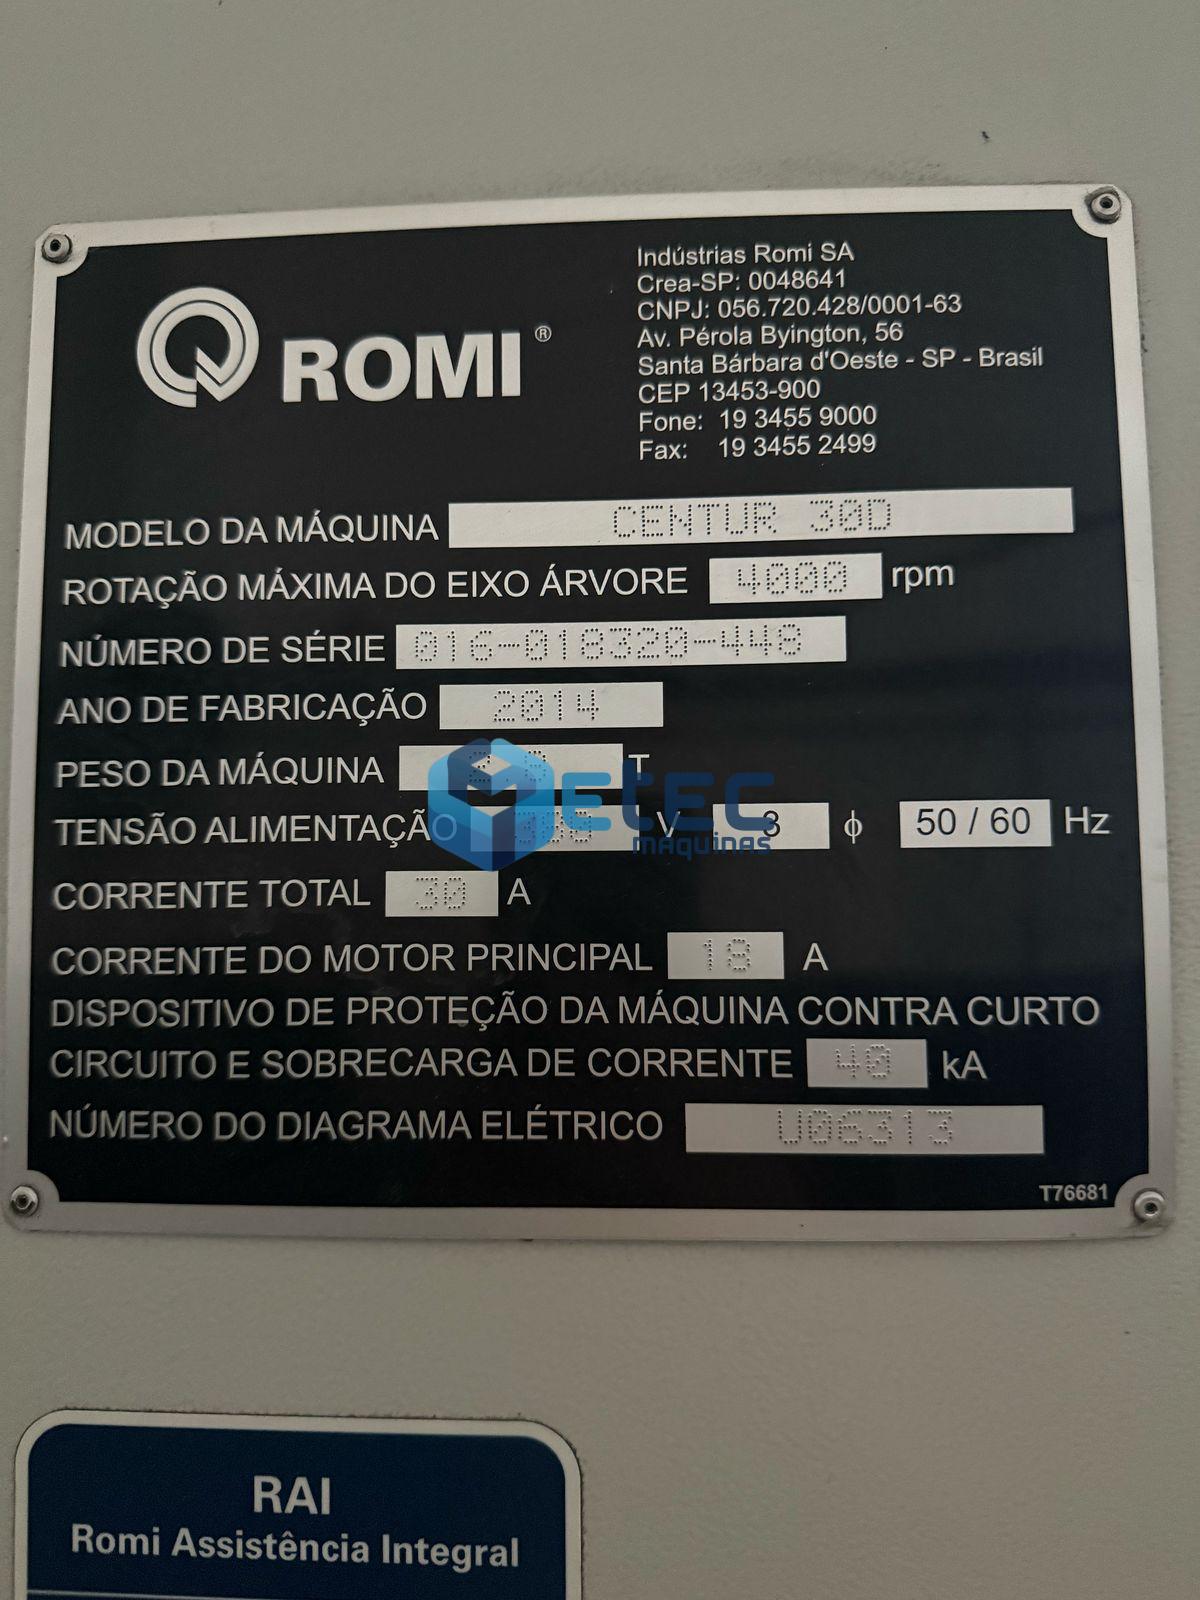 ROMI®
Indústrias Romi SA
Crea-SP: 0048641
CNPJ: 056.720.428/0001-63
Av. Pérola Byington, 56
Santa Bárbara d'Oeste - SP - Brasil
CEP 13453-900
Fone: 19 3455 9000
Fax: 19 3455 2499
MODELO DA MÁQUINA CENTUR 30D
ROTAÇÃO MÁXIMA DO EIXO ÁRVORE 4000 rpm
NÚMERO DE SÉRIE 016-018320-448
ANO DE FABRICAÇÃO 2014
PESO DA MÁQUINA T
TENSÃO ALIMENTAÇÃO V 3 ϕ 50 / 60 Hz
CORRENTE TOTAL 30 A
CORRENTE DO MOTOR PRINCIPAL 18 A
DISPOSITIVO DE PROTEÇÃO DA MÁQUINA CONTRA CURTO
CIRCUITO E SOBRECARGA DE CORRENTE 40 kA
NÚMERO DO DIAGRAMA ELÉTRICO U06313
T76681
Metec
MÁQUINAS
RAI
Romi Assistência Integral